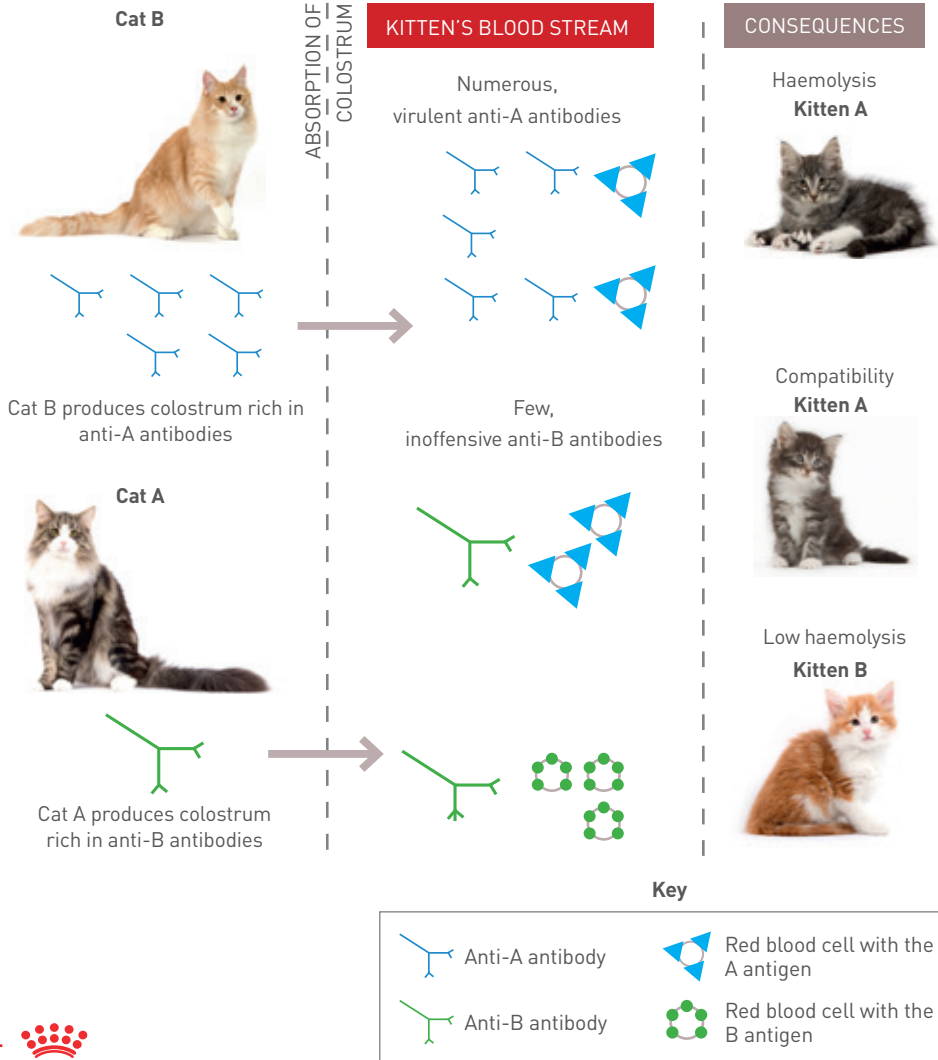 Cat B
ABSORPTION OF
COLOSTRUM
KITTEN'S BLOOD STREAM
CONSEQUENCES
Numerous,
virulent anti-A antibodies
Haemolysis
Kitten A
Cat B produces colostrum rich in
anti-A antibodies
Few,
inoffensive anti-B antibodies
Compatibility
Kitten A
Cat A
Low haemolysis
Kitten B
Cat A produces colostrum
rich in anti-B antibodies
Key
Anti-A antibody
Red blood cell with the
A antigen
Anti-B antibody
Red blood cell with the
B antigen